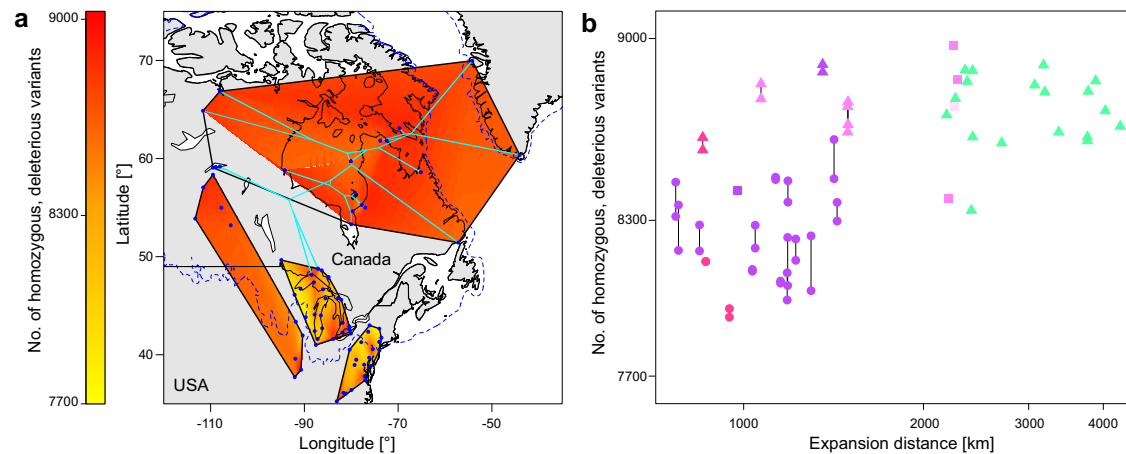 a
No. of homozygous, deleterious variants
9000
8300
7700
Latitude [°]
70
60
50
40
Canada
USA
-110
-90
-70
-50
Longitude [°]
b
No. of homozygous, deleterious variants
9000
8300
7700
1000
2000
3000
4000
Expansion distance [km]